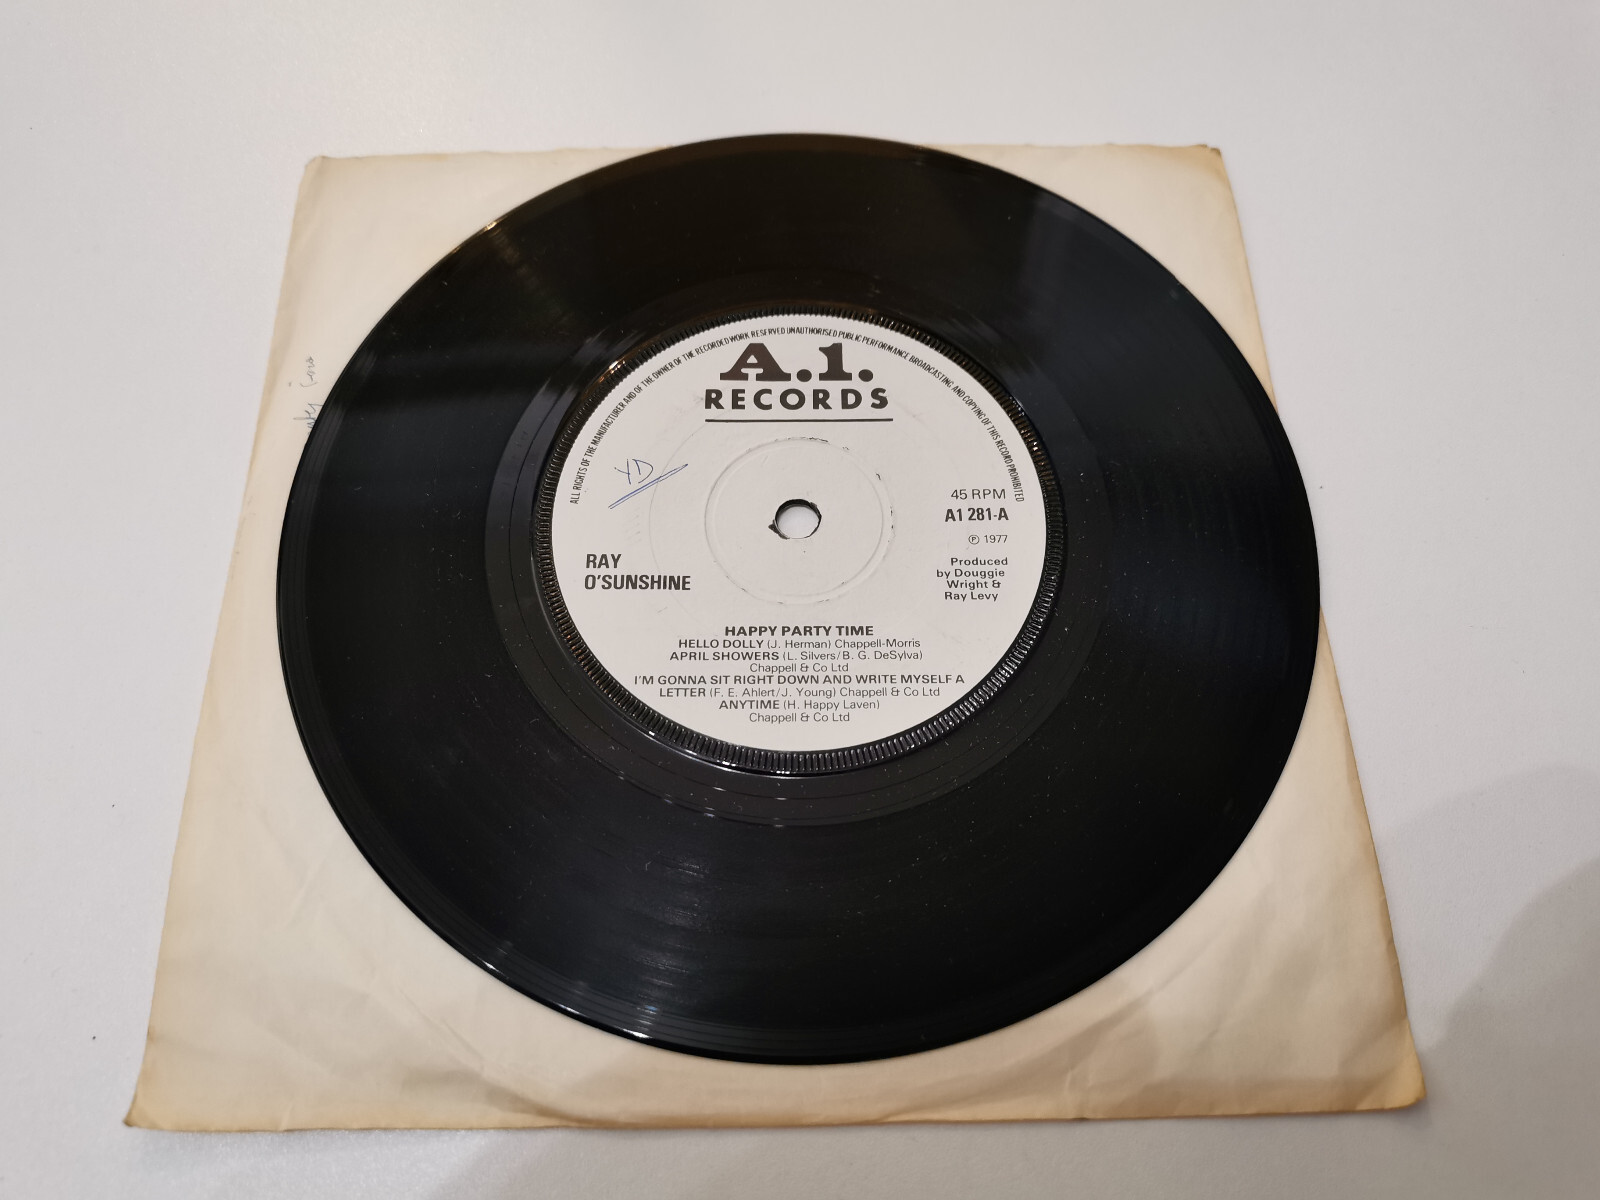 ALL RIGHTS OF THE MANUFACTURER AND OF THE OWNER OF THE RECORDED WORK RESERVED UNAUTHORISED PUBLIC PERFORMANCE BROADCASTING AND COPYING OF THIS RECORD PROHIBITED
A.1.
RECORDS
YD
45 RPM
A1 281-A
℗ 1977
RAY
O'SUNSHINE
Produced
by Douggie
Wright &
Ray Levy
HAPPY PARTY TIME
HELLO DOLLY (J. Herman) Chappell-Morris
APRIL SHOWERS (L. Silvers/B. G. DeSylva)
Chappell & Co Ltd
I'M GONNA SIT RIGHT DOWN AND WRITE MYSELF A
LETTER (F. E. Ahlert/J. Young) Chappell & Co Ltd
ANYTIME (H. Happy Laven)
Chappell & Co Ltd